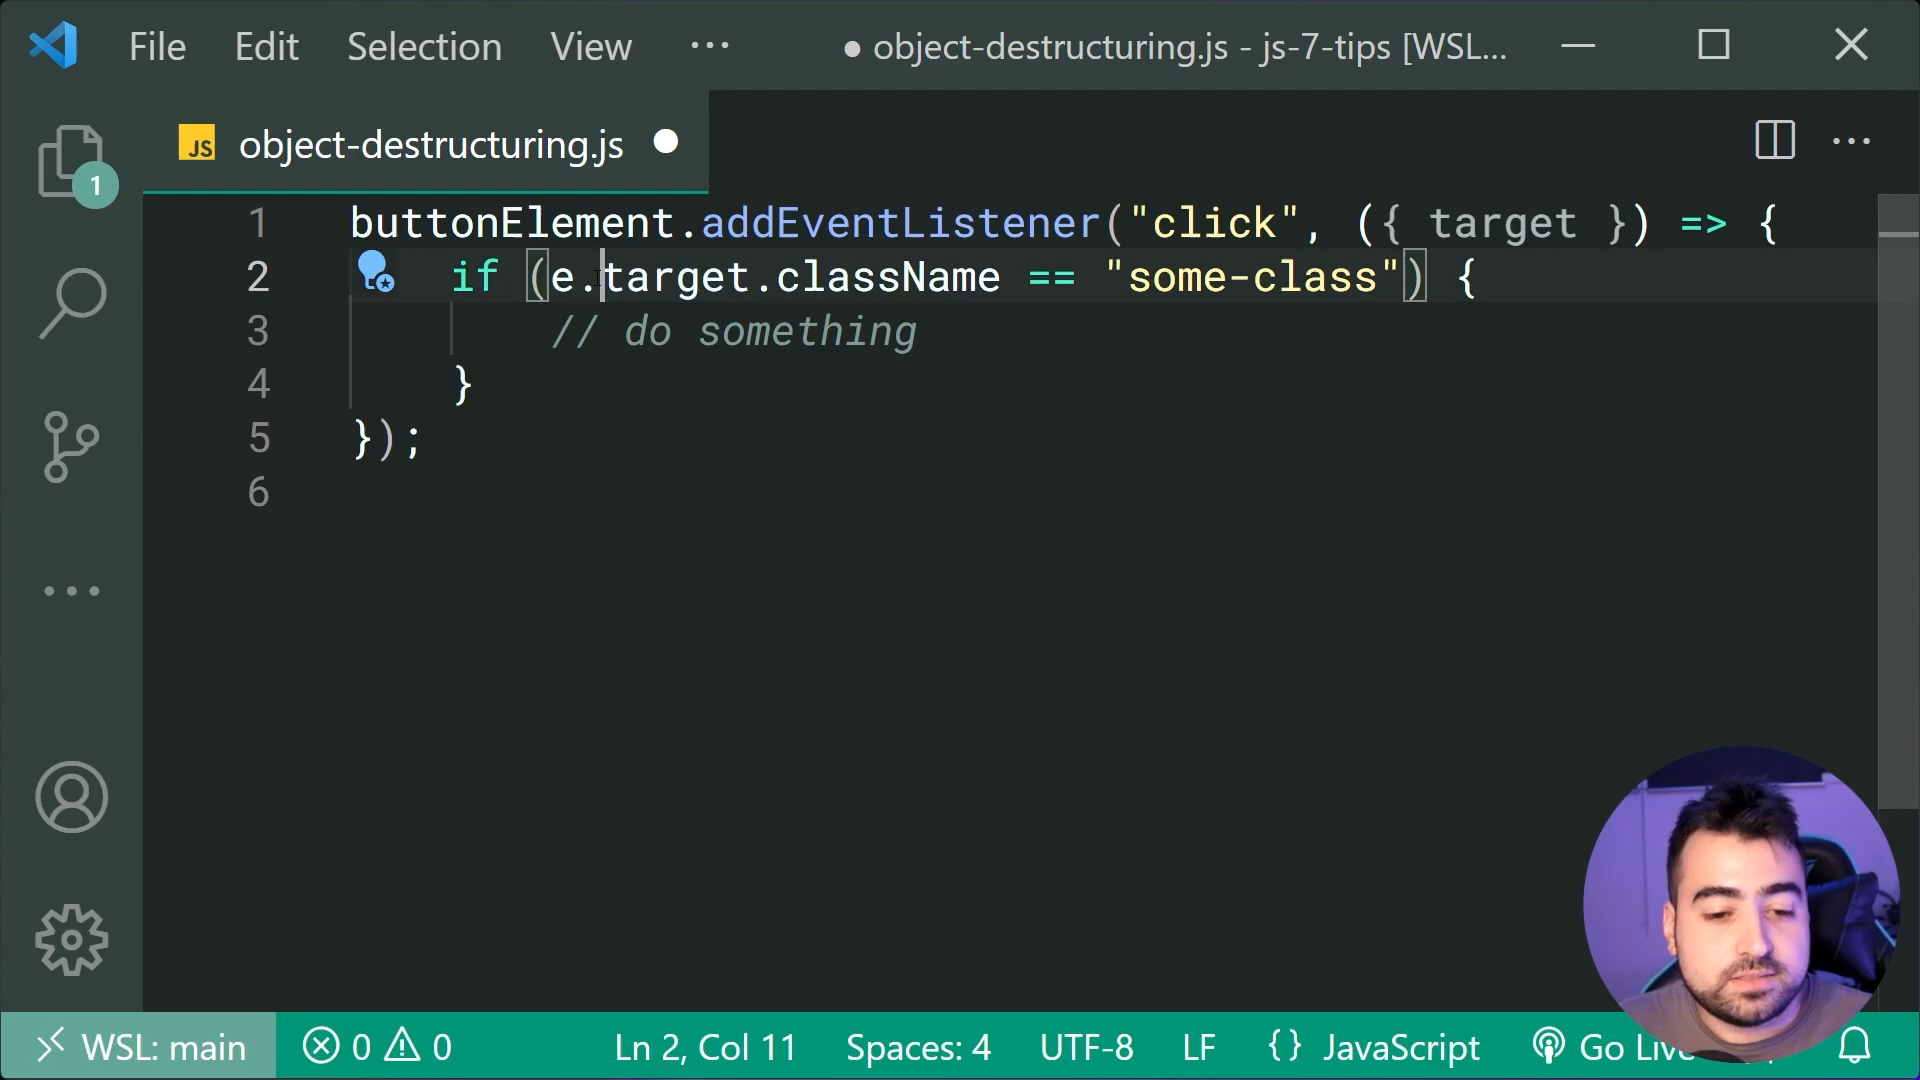 File Edit Selection View ··· ● object-destructuring.js - js-7-tips [WSL...
JS object-destructuring.js ●
1
1 buttonElement.addEventListener("click", ({ target }) => {
2 if (e.target.className == "some-class") {
3 // do something
4 }
5 });
6
WSL: main 0 0 Ln 2, Col 11 Spaces: 4 UTF-8 LF {} JavaScript Go Live